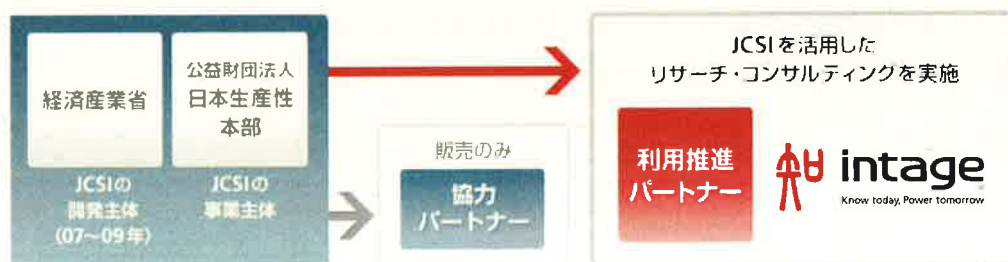 経済産業省
公益財団法人
日本生産性
本部
JCSIの
開発主体
(07〜09年)
JCSIの
事業主体
販売のみ
協力
パートナー
JCSIを活用した
リサーチ・コンサルティングを実施
利用推進
パートナー
知 intage
Know today, Power tomorrow